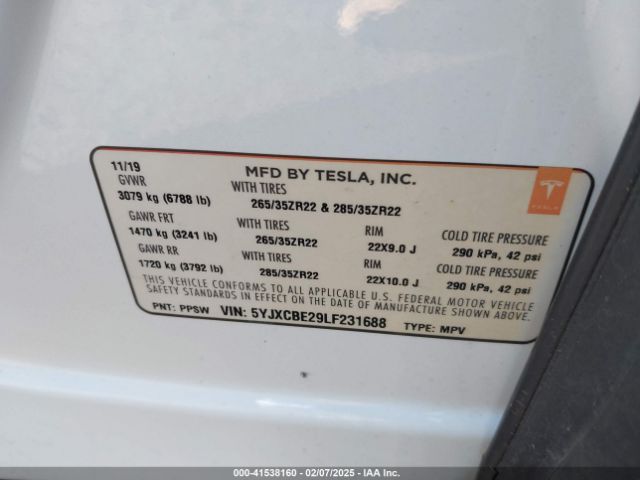 11/19
MFD BY TESLA, INC.
GVWR
WITH TIRES
3079 kg (6788 lb)
265/35ZR22 & 285/35ZR22
GAWR FRT
WITH TIRES
RIM
COLD TIRE PRESSURE
1470 kg (3241 lb)
265/35ZR22
22X9.0 J
290 kPa, 42 psi
GAWR RR
WITH TIRES
RIM
COLD TIRE PRESSURE
1720 kg (3792 lb)
285/35ZR22
22X10.0 J
290 kPa, 42 psi
THIS VEHICLE CONFORMS TO ALL APPLICABLE U.S. FEDERAL MOTOR VEHICLE
SAFETY STANDARDS IN EFFECT ON THE DATE OF MANUFACTURE SHOWN ABOVE.
PNT: PPSW VIN: 5YJXCBE29LF231688 TYPE: MPV
TESLA
000-41538160 - 02/07/2025 - IAA Inc.